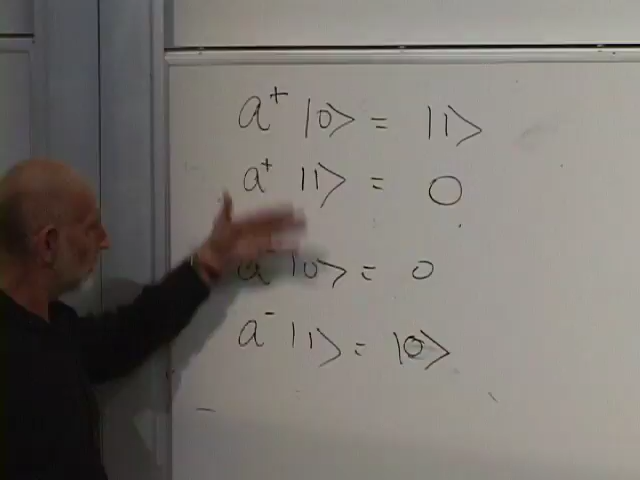 a⁺ |0> = |1>
a⁺ |1> = 0
a |0> = 0
a⁻ |1> = |0>